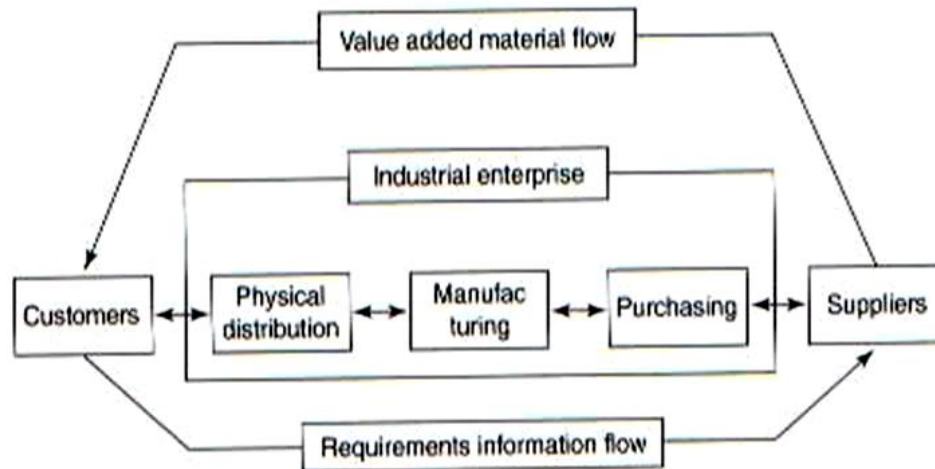 Value added material flow
Industrial enterprise
Customers
Physical
distribution
Manufac
turing
Purchasing
Suppliers
Requirements information flow